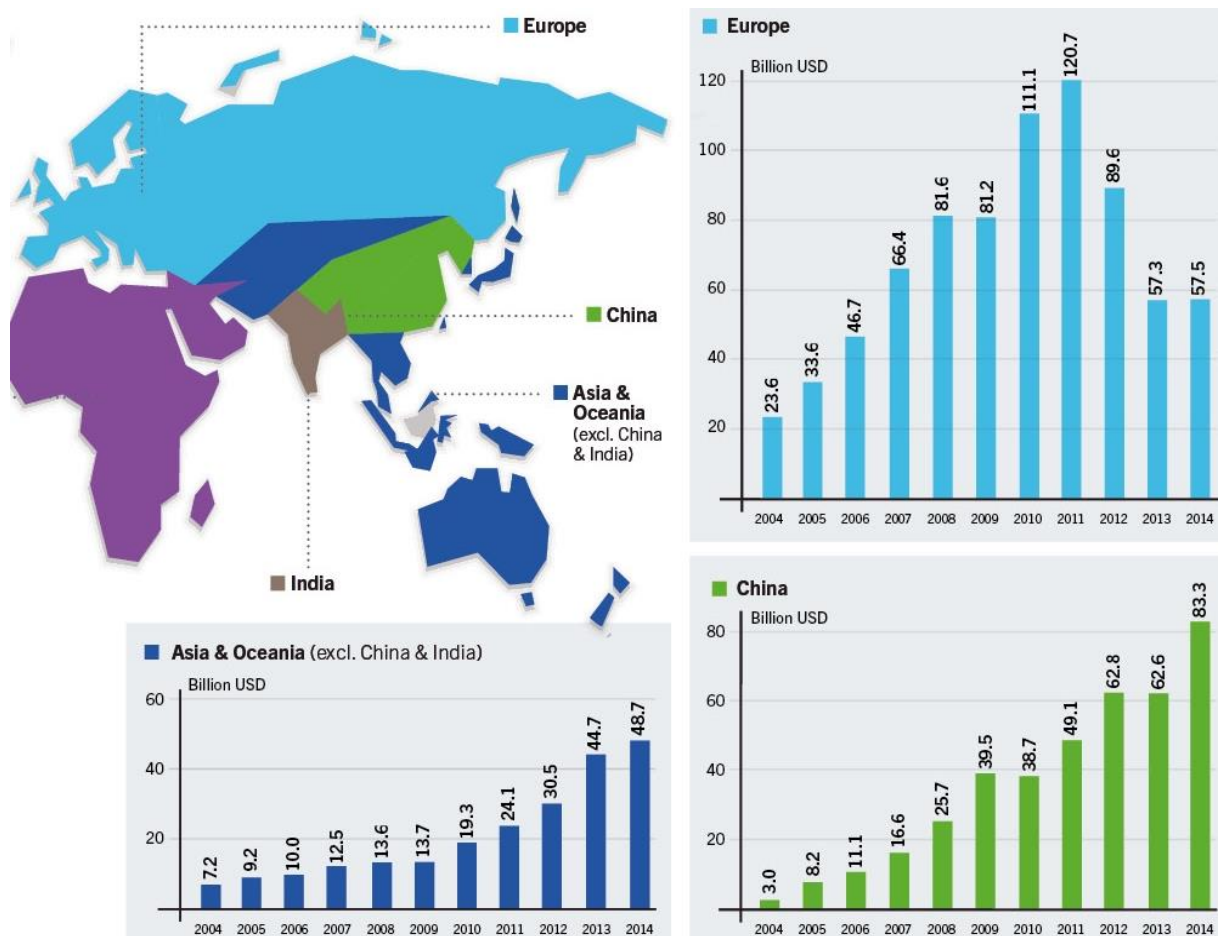 Europe
China
Asia &
Oceania
(excl. China
& India)
India
Europe
Billion USD
120
100
80
60
40
20
23.6
33.6
46.7
66.4
81.6
81.2
111.1
120.7
89.6
57.3
57.5
2004 2005 2006 2007 2008 2009 2010 2011 2012 2013 2014
Asia & Oceania (excl. China & India)
Billion USD
60
40
20
7.2
9.2
10.0
12.5
13.6
13.7
19.3
24.1
30.5
44.7
48.7
2004 2005 2006 2007 2008 2009 2010 2011 2012 2013 2014
China
Billion USD
80
60
40
20
3.0
8.2
11.1
16.6
25.7
39.5
38.7
49.1
62.8
62.6
83.3
2004 2005 2006 2007 2008 2009 2010 2011 2012 2013 2014